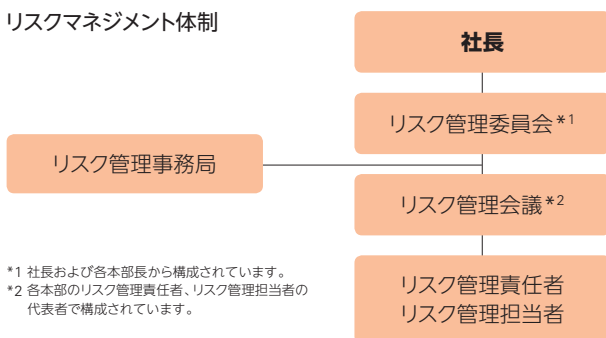 リスクマネジメント体制
社長
リスク管理委員会*1
リスク管理事務局
リスク管理会議*2
*1 社長および各本部長から構成されています。
*2 各本部のリスク管理責任者、リスク管理担当者の
代表者で構成されています。
リスク管理責任者
リスク管理担当者